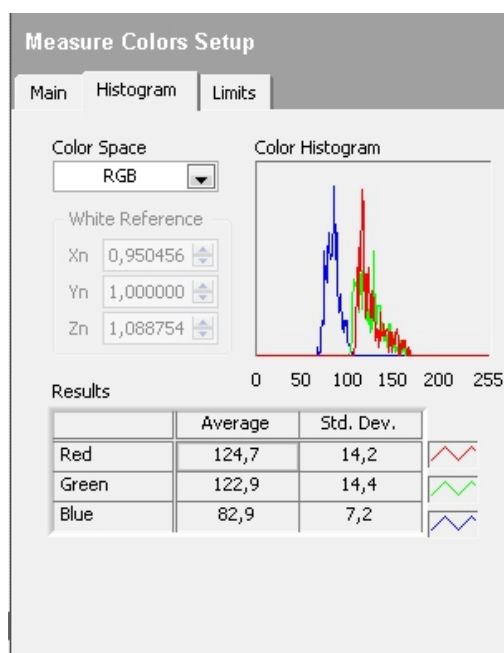 Measure Colors Setup
Main Histogram Limits
Color Space
RGB
White Reference
Xn 0,950456
Yn 1,000000
Zn 1,088754
Color Histogram
0 50 100 150 200 255
Results
Average Std. Dev.
Red 124,7 14,2
Green 122,9 14,4
Blue 82,9 7,2